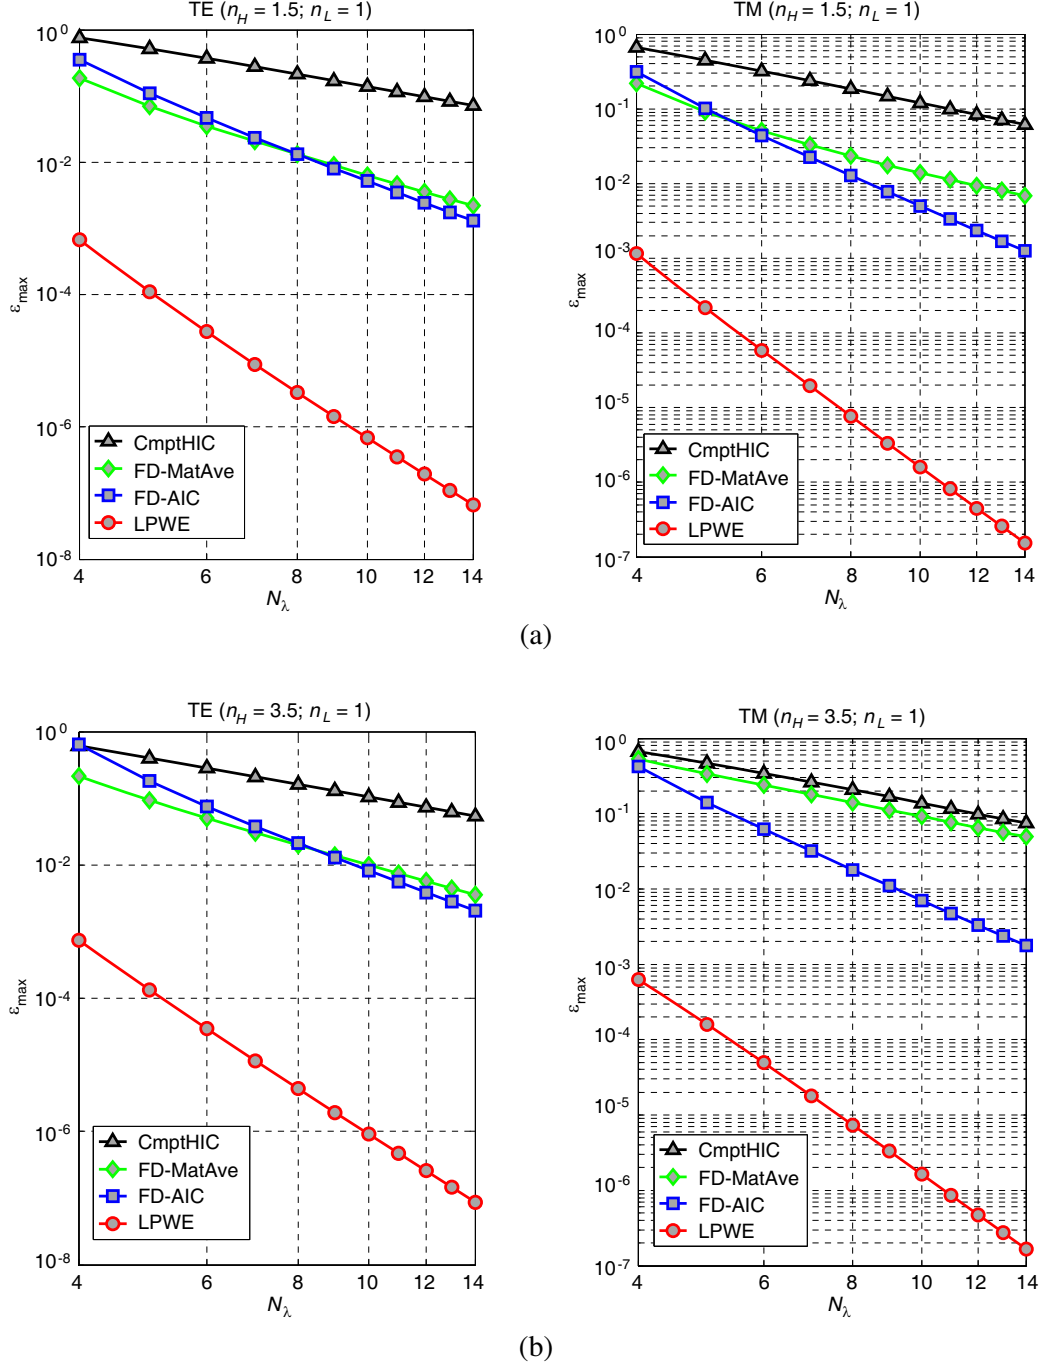 TE (n_H = 1.5; n_L = 1)
10^0
10^-2
10^-4
10^-6
10^-8
ε_max
CmptHIC
FD-MatAve
FD-AIC
LPWE
4 6 8 10 12 14
N_λ
TM (n_H = 1.5; n_L = 1)
10^0
10^-1
10^-2
10^-3
10^-4
10^-5
10^-6
10^-7
ε_max
CmptHIC
FD-MatAve
FD-AIC
LPWE
4 6 8 10 12 14
N_λ
(a)
TE (n_H = 3.5; n_L = 1)
10^0
10^-2
10^-4
10^-6
10^-8
ε_max
CmptHIC
FD-MatAve
FD-AIC
LPWE
4 6 8 10 12 14
N_λ
TM (n_H = 3.5; n_L = 1)
10^0
10^-1
10^-2
10^-3
10^-4
10^-5
10^-6
10^-7
ε_max
CmptHIC
FD-MatAve
FD-AIC
LPWE
4 6 8 10 12 14
N_λ
(b)